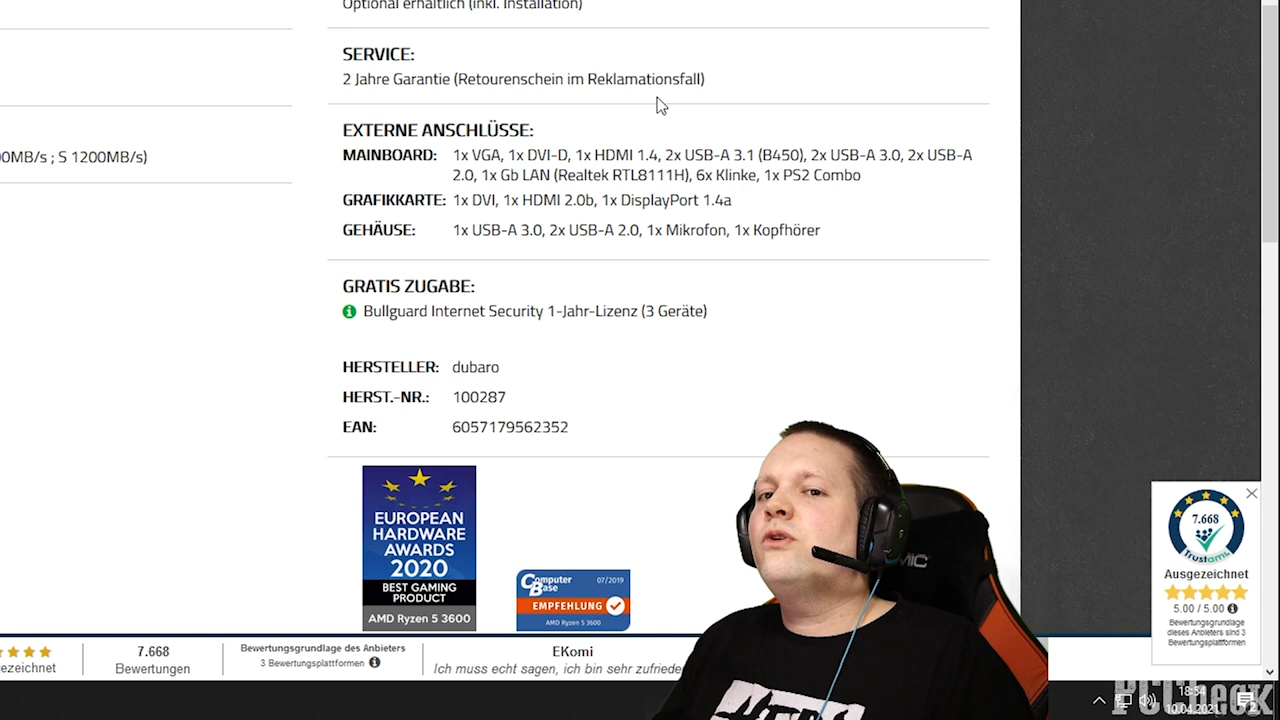 Optional erhältlich (inkl. Installation)
SERVICE:
2 Jahre Garantie (Retourenschein im Reklamationsfall)
0MB/s ; S 1200MB/s)
EXTERNE ANSCHLÜSSE:
MAINBOARD: 1x VGA, 1x DVI-D, 1x HDMI 1.4, 2x USB-A 3.1 (B450), 2x USB-A 3.0, 2x USB-A
2.0, 1x Gb LAN (Realtek RTL8111H), 6x Klinke, 1x PS2 Combo
GRAFIKKARTE: 1x DVI, 1x HDMI 2.0b, 1x DisplayPort 1.4a
GEHÄUSE: 1x USB-A 3.0, 2x USB-A 2.0, 1x Mikrofon, 1x Kopfhörer
GRATIS ZUGABE:
Bullguard Internet Security 1-Jahr-Lizenz (3 Geräte)
HERSTELLER: dubaro
HERST.-NR.: 100287
EAN: 6057179562352
EUROPEAN
HARDWARE
AWARDS
2020
BEST GAMING
PRODUCT
AMD Ryzen 5 3600
ComputerBase 07/2019
EMPFEHLUNG
AMD Ryzen 5 3600
7.668
Trustami
Ausgezeichnet
5.00 / 5.00
Bewertungsgrundlage
dieses Anbieters sind 3
Bewertungsplattformen
ezeichnet
7.668
Bewertungen
Bewertungsgrundlage des Anbieters
3 Bewertungsplattformen
EKomi
Ich muss echt sagen, ich bin sehr zufriede
18:54
10.04.2021
PCCheck